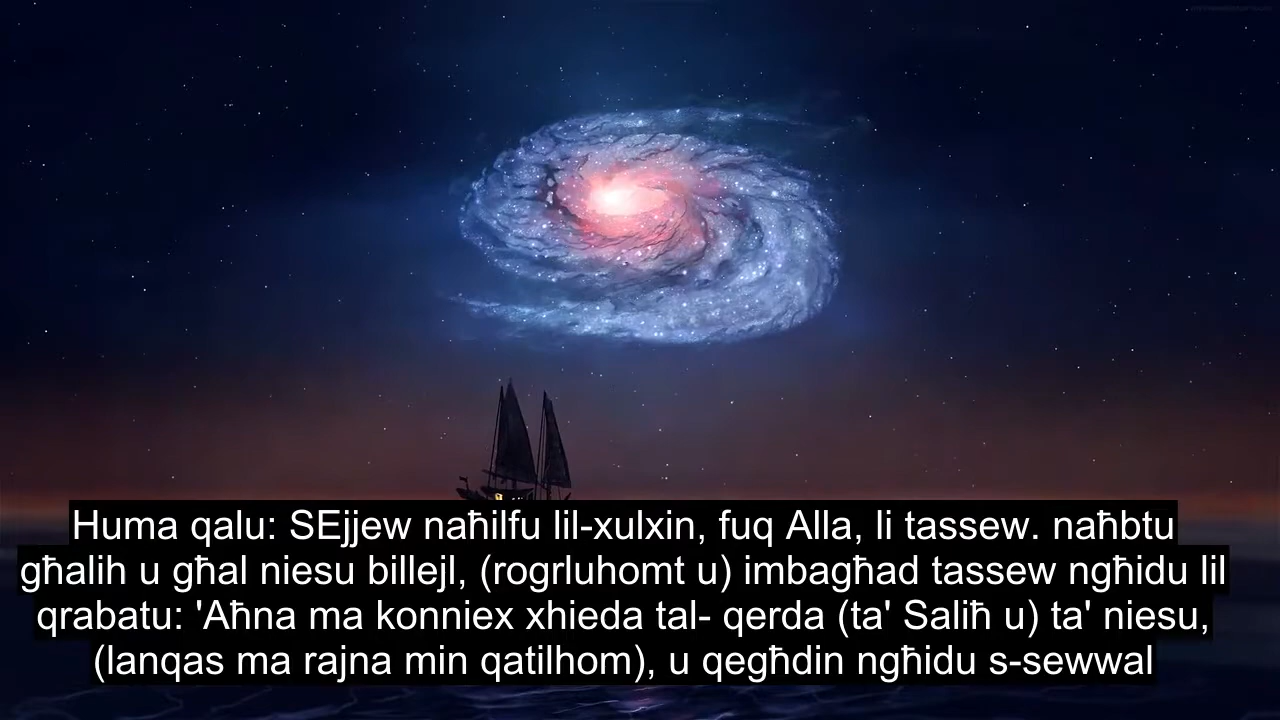 Huma qalu: SEjjew naħilfu lil-xulxin, fuq Alla, li tassew. naħbtu
għalih u għal niesu billejl, (rogrluhomt u) imbagħad tassew ngħidu lil
qrabatu: 'Aħna ma konniex xhieda tal- qerda (ta' Saliħ u) ta' niesu,
(lanqas ma rajna min qatilhom), u qegħdin ngħidu s-sewwal